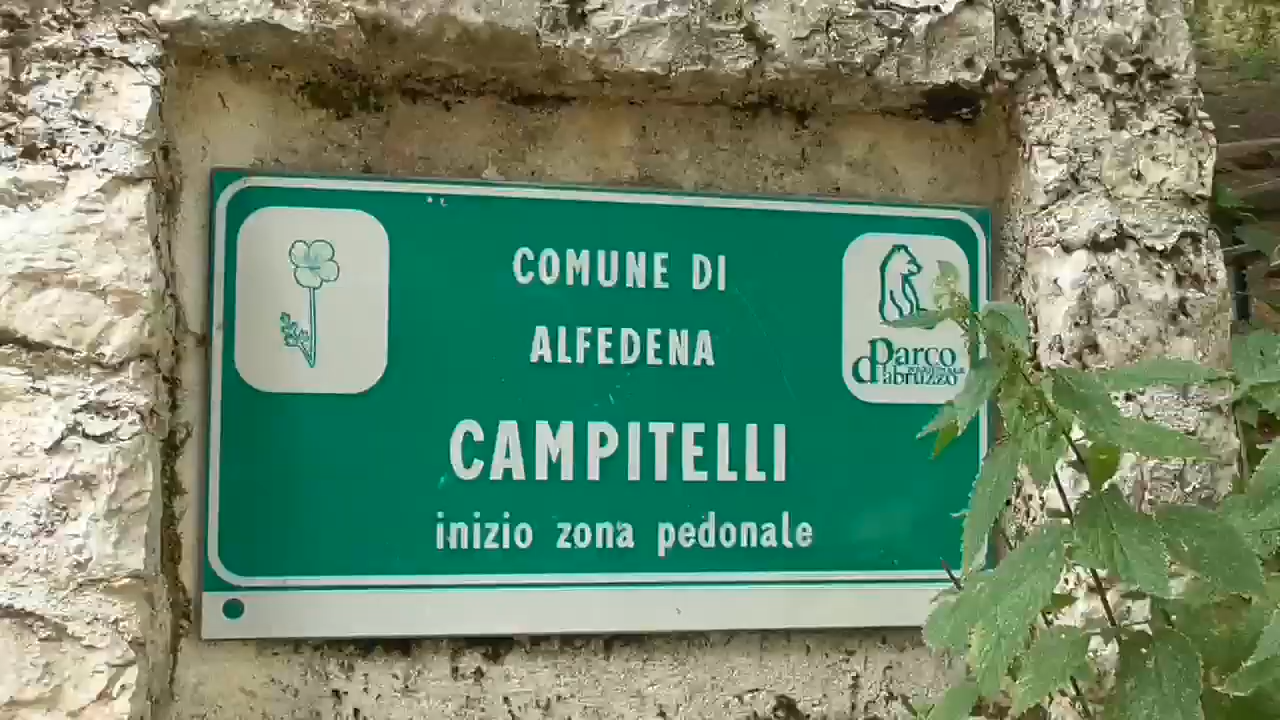 COMUNE DI
ALFEDENA
CAMPITELLI
inizio zona pedonale
Parco
d'abruzzo